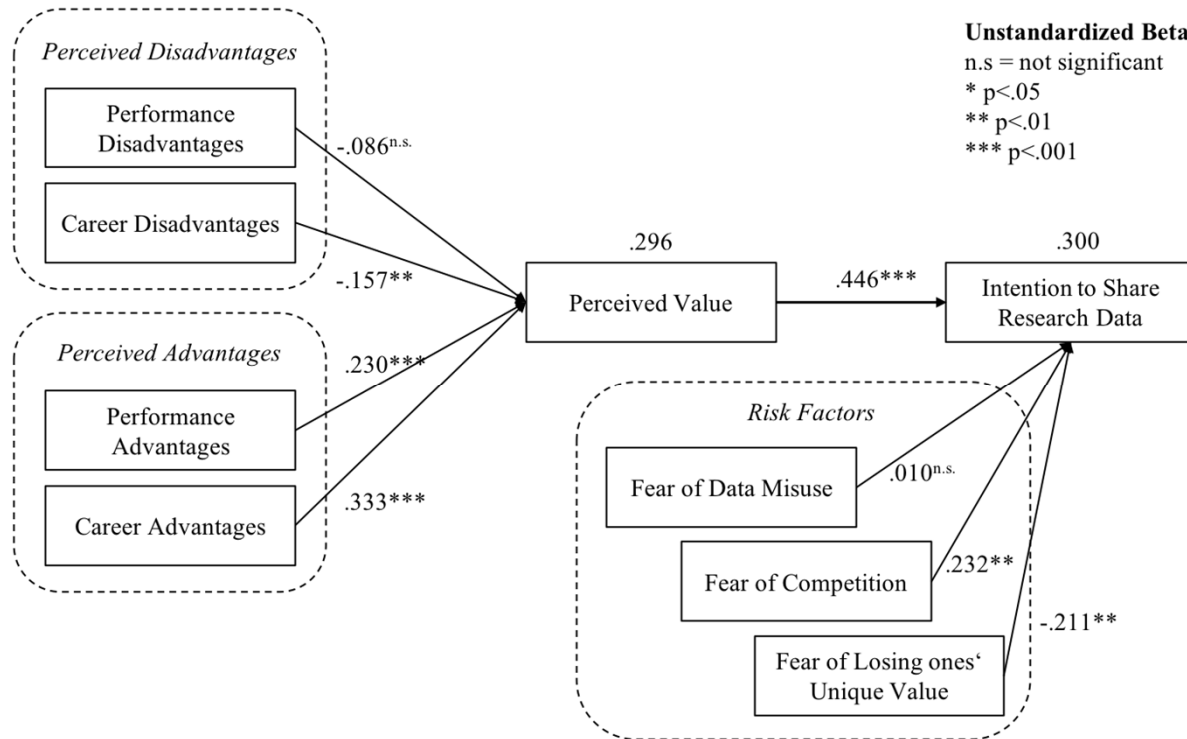 Perceived Disadvantages
Performance
Disadvantages
Career Disadvantages
-.086n.s.
-.157**
Perceived Advantages
Performance
Advantages
Career Advantages
.230***
.333***
.296
Perceived Value
.446***
Unstandardized Beta
n.s = not significant
* p<.05
** p<.01
*** p<.001
.300
Intention to Share
Research Data
Risk Factors
Fear of Data Misuse
.010n.s.
Fear of Competition
.232**
Fear of Losing ones‘
Unique Value
-.211**